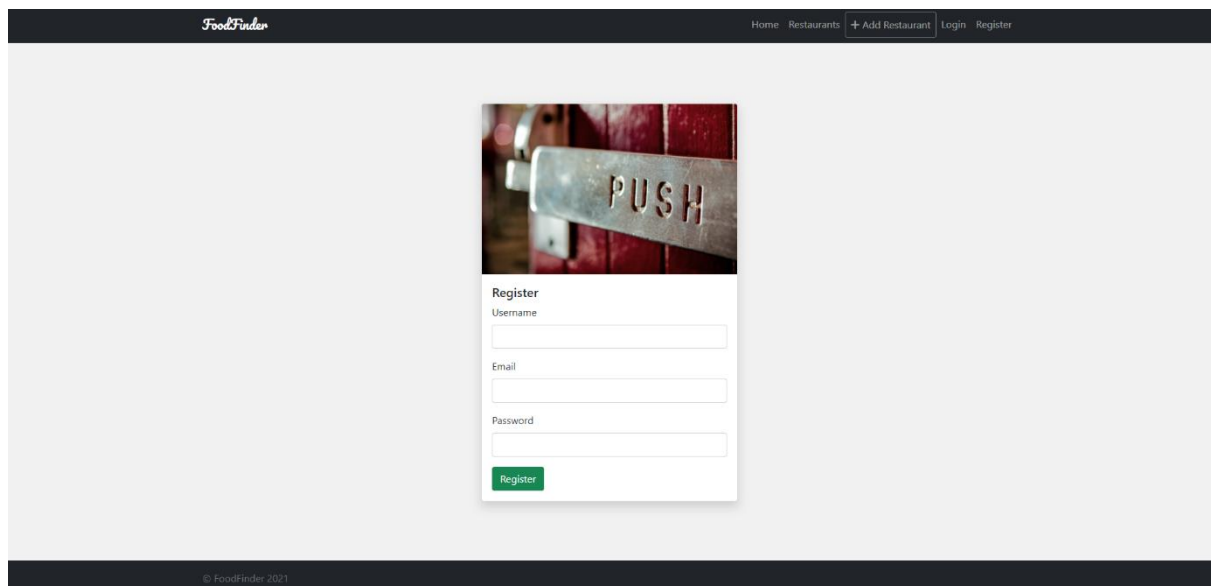 FoodFinder
Home Restaurants + Add Restaurant Login Register
PUSH
Register
Username
Email
Password
Register
© FoodFinder 2021